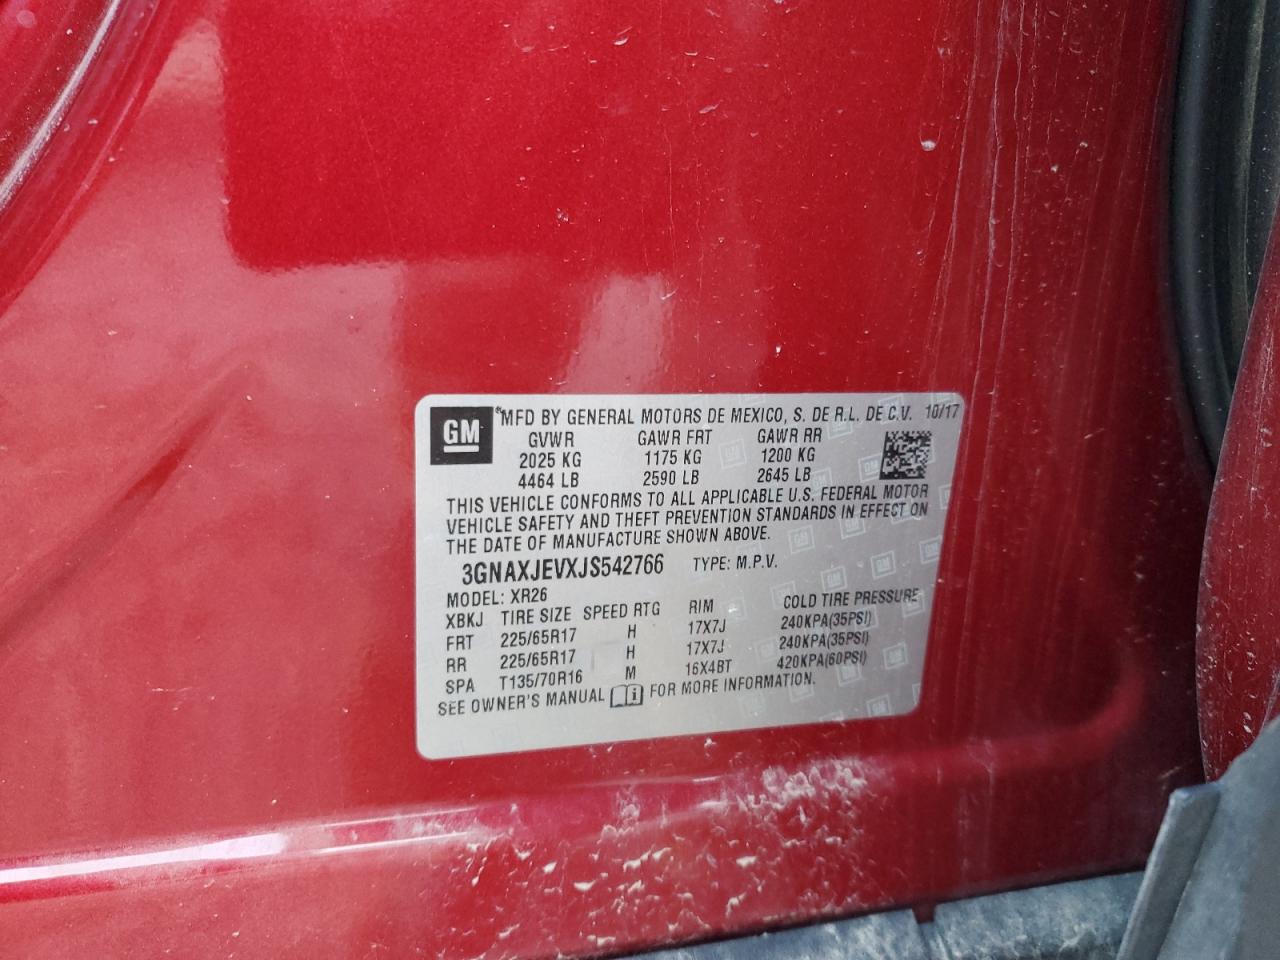 GM
MFD BY GENERAL MOTORS DE MEXICO, S. DE R.L. DE C.V. 10/17
GVWR GAWR FRT GAWR RR
2025 KG 1175 KG 1200 KG
4464 LB 2590 LB 2645 LB
THIS VEHICLE CONFORMS TO ALL APPLICABLE U.S. FEDERAL MOTOR
VEHICLE SAFETY AND THEFT PREVENTION STANDARDS IN EFFECT ON
THE DATE OF MANUFACTURE SHOWN ABOVE.
3GNAXJEVXJS542766 TYPE: M.P.V.
MODEL: XR26
XBKJ TIRE SIZE SPEED RTG RIM COLD TIRE PRESSURE
FRT 225/65R17 H 17X7J 240KPA(35PSI)
RR 225/65R17 H 17X7J 240KPA(35PSI)
SPA T135/70R16 M 16X4BT 420KPA(60PSI)
SEE OWNER'S MANUAL FOR MORE INFORMATION.